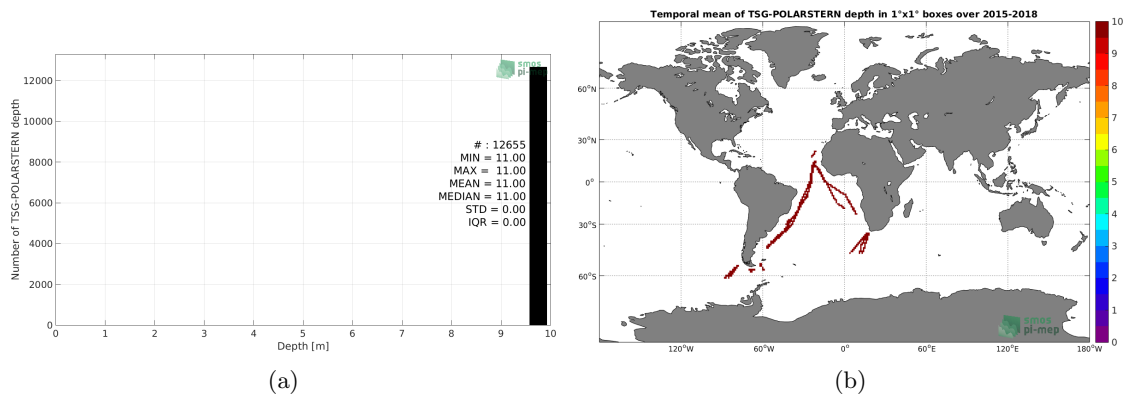 Number of TSG-POLARSTERN depth
12000
10000
8000
6000
4000
2000
0
smos
pi-mep
# : 12655
MIN = 11.00
MAX = 11.00
MEAN = 11.00
MEDIAN = 11.00
STD = 0.00
IQR = 0.00
0 1 2 3 4 5 6 7 8 9 10
Depth [m]
(a)
Temporal mean of TSG-POLARSTERN depth in 1°x1° boxes over 2015-2018
60°N
30°N
0°
30°S
60°S
120°W 60°W 0° 60°E 120°E 180°W
smos
pi-mep
10
9
8
7
6
5
4
3
2
1
0
(b)